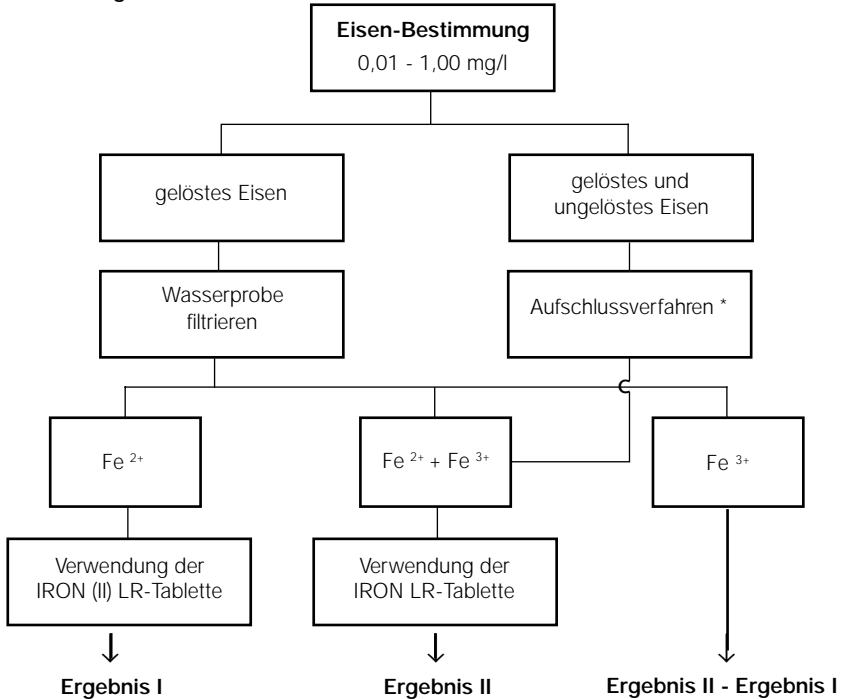 Eisen-Bestimmung
0,01 - 1,00 mg/l
gelöstes Eisen
gelöstes und
ungelöstes Eisen
Wasserprobe
filtrieren
Aufschlussverfahren *
Fe 2+
Fe 2+ + Fe 3+
Fe 3+
Verwendung der
IRON (II) LR-Tablette
Verwendung der
IRON LR-Tablette
Ergebnis I
Ergebnis II
Ergebnis II - Ergebnis I